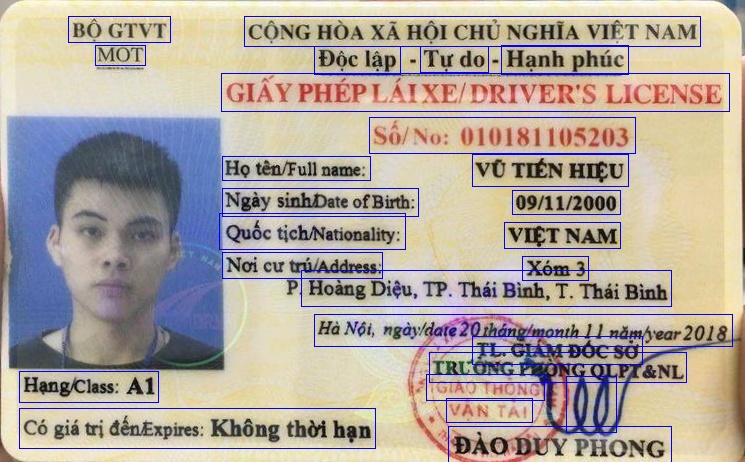 BỘ GTVT
MOT
CỘNG HÒA XÃ HỘI CHỦ NGHĨA VIỆT NAM
Độc lập - Tự do - Hạnh phúc
GIẤY PHÉP LÁI XE/ DRIVER'S LICENSE
Số/ No: 010181105203
Họ tên/Full name: VŨ TIẾN HIỆU
Ngày sinh/Date of Birth: 09/11/2000
Quốc tịch/Nationality: VIỆT NAM
Nơi cư trú/Address: Xóm 3
P. Hoàng Diệu, TP. Thái Bình, T. Thái Bình
Hà Nội, ngày/date 20 tháng/month 11 năm/year 2018
TL. GIÁM ĐỐC SỞ
TRƯỞNG PHÒNG QLPT&NL
GIAO THÔNG
VẬN TẢI
ĐÀO DUY PHONG
Hạng/Class: A1
Có giá trị đến/Expires: Không thời hạn